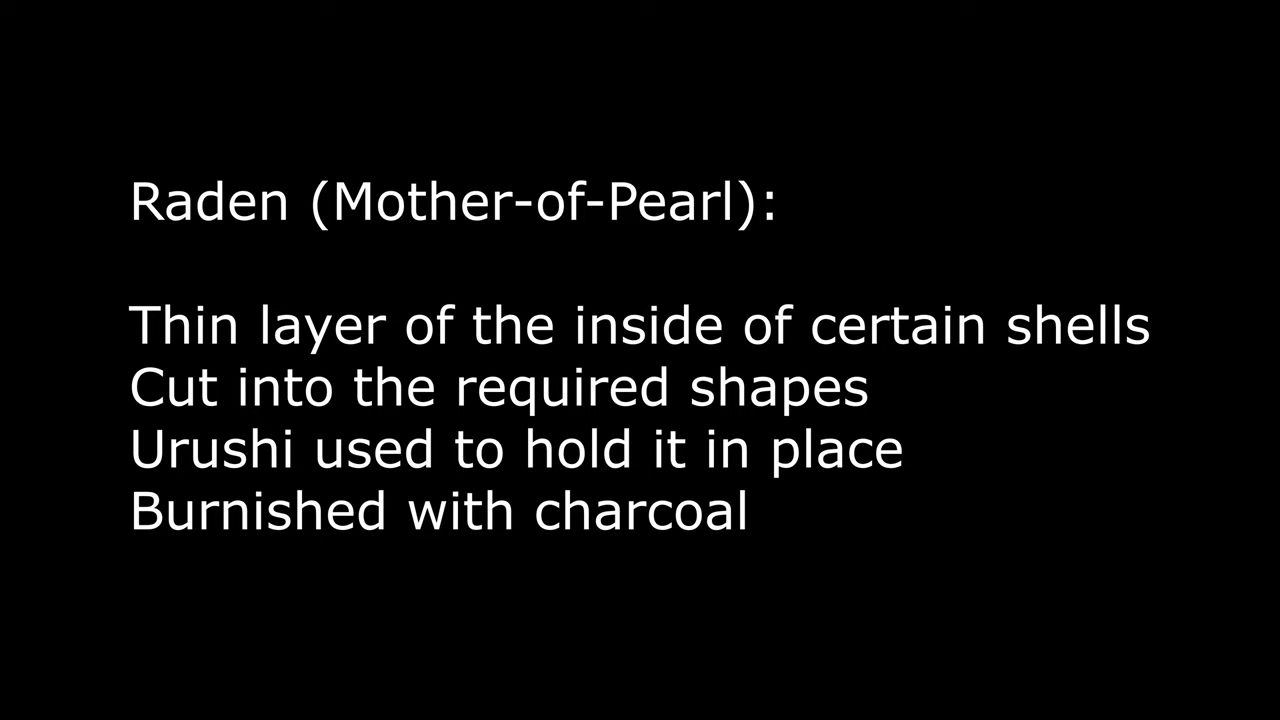 Raden (Mother-of-Pearl):
Thin layer of the inside of certain shells
Cut into the required shapes
Urushi used to hold it in place
Burnished with charcoal